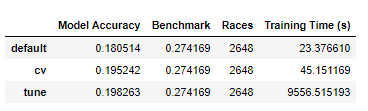 Model Accuracy Benchmark Races Training Time (s)
default 0.180514 0.274169 2648 23.376610
cv 0.195242 0.274169 2648 45.151169
tune 0.198263 0.274169 2648 9556.515193